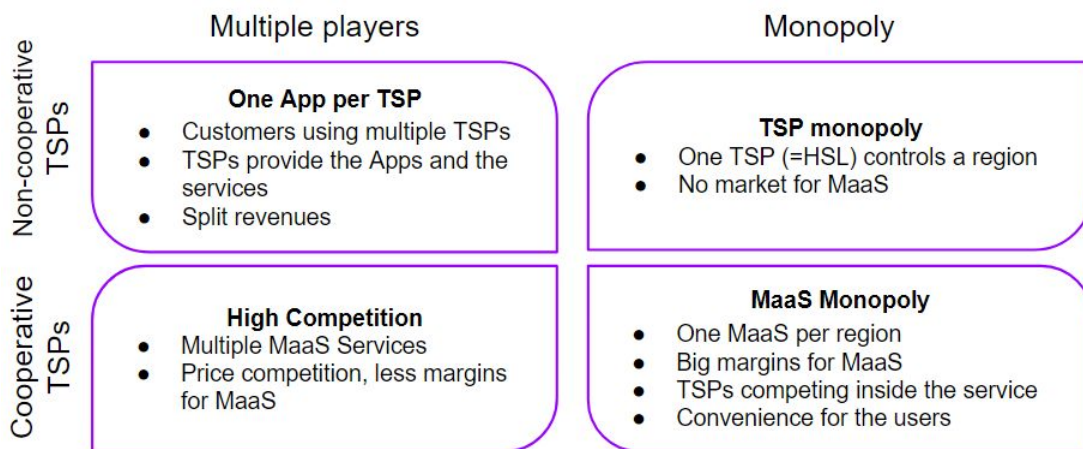 Multiple players
Monopoly
Non-cooperative
TSPs
One App per TSP
● Customers using multiple TSPs
● TSPs provide the Apps and the
services
● Split revenues
TSP monopoly
● One TSP (=HSL) controls a region
● No market for MaaS
Cooperative
TSPs
High Competition
● Multiple MaaS Services
● Price competition, less margins
for MaaS
MaaS Monopoly
● One MaaS per region
● Big margins for MaaS
● TSPs competing inside the service
● Convenience for the users